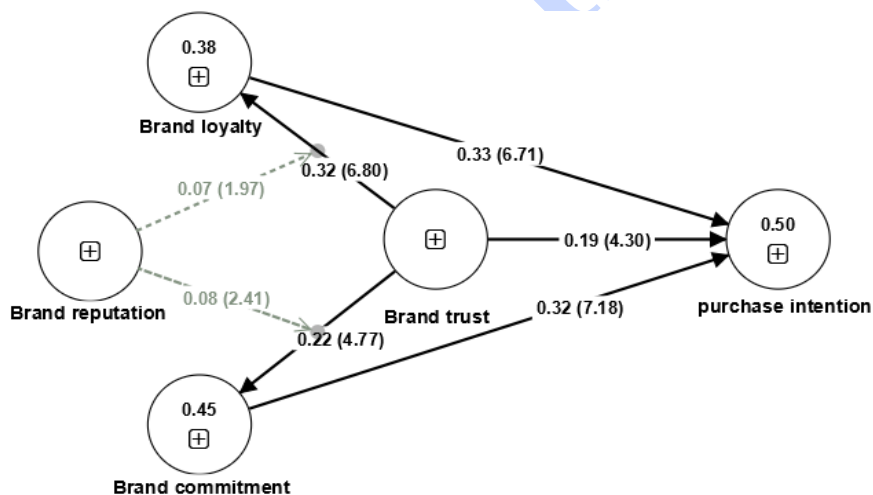 0.38
Brand loyalty
0.33 (6.71)
0.32 (6.80)
0.07 (1.97)
0.50
0.19 (4.30)
Brand reputation
0.08 (2.41)
Brand trust
purchase intention
0.32 (7.18)
0.22 (4.77)
0.45
Brand commitment